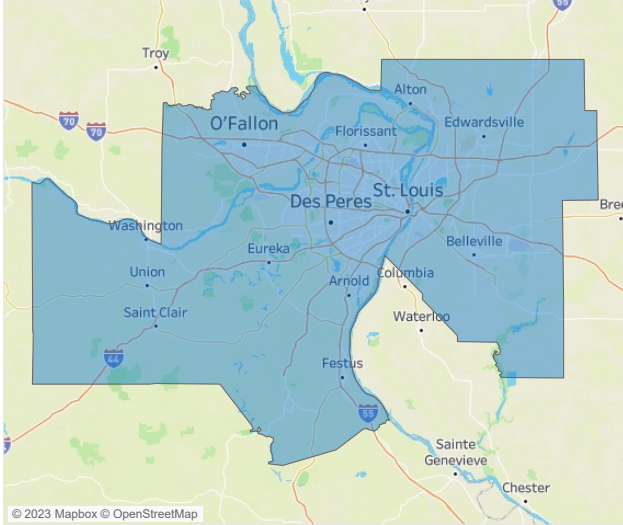 55
Troy
70
70
Alton
O'Fallon
Edwardsville
Florissant
St. Louis
Des Peres
Washington
Eureka
Belleville
Union
Arnold
Columbia
Saint Clair
Waterloo
44
Festus
55
Sainte
Genevieve
Chester
© 2023 Mapbox © OpenStreetMap